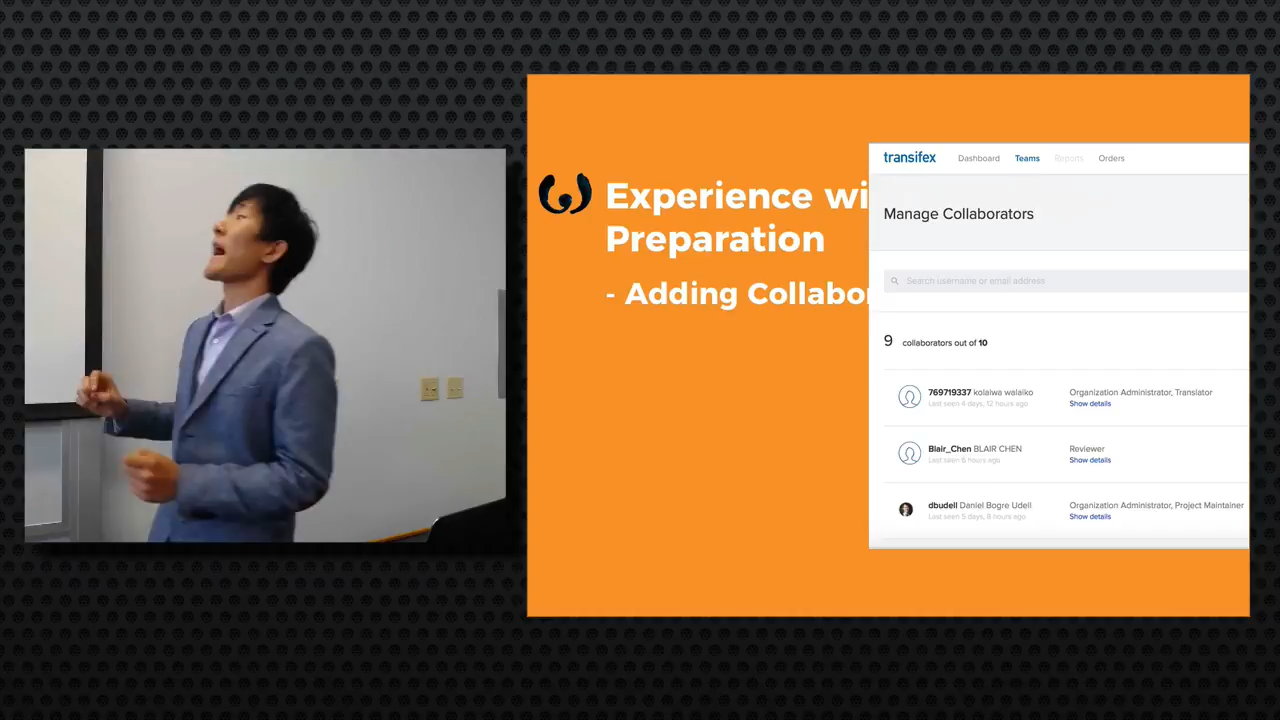 Experience wi
Preparation
- Adding Collabor
transifex Dashboard Teams Reports Orders
Manage Collaborators
Search username or email address
9 collaborators out of 10
769719337 kolaiwa walaiko Organization Administrator, Translator
Last seen 4 days, 12 hours ago Show details
Blair_Chen BLAIR CHEN Reviewer
Last seen 6 hours ago Show details
dbudell Daniel Bogre Udell Organization Administrator, Project Maintainer
Last seen 5 days, 8 hours ago Show details